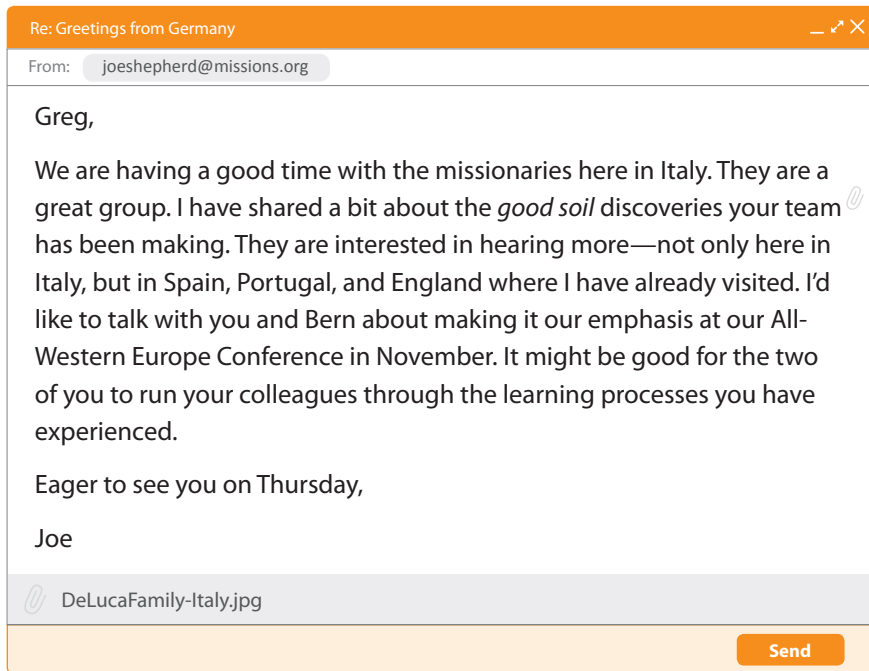 Re: Greetings from Germany
From: joeshepherd@missions.org
Greg,
We are having a good time with the missionaries here in Italy. They are a
great group. I have shared a bit about the good soil discoveries your team
has been making. They are interested in hearing more—not only here in
Italy, but in Spain, Portugal, and England where I have already visited. I’d
like to talk with you and Bern about making it our emphasis at our All-
Western Europe Conference in November. It might be good for the two
of you to run your colleagues through the learning processes you have
experienced.
Eager to see you on Thursday,
Joe
DeLucaFamily-Italy.jpg
Send